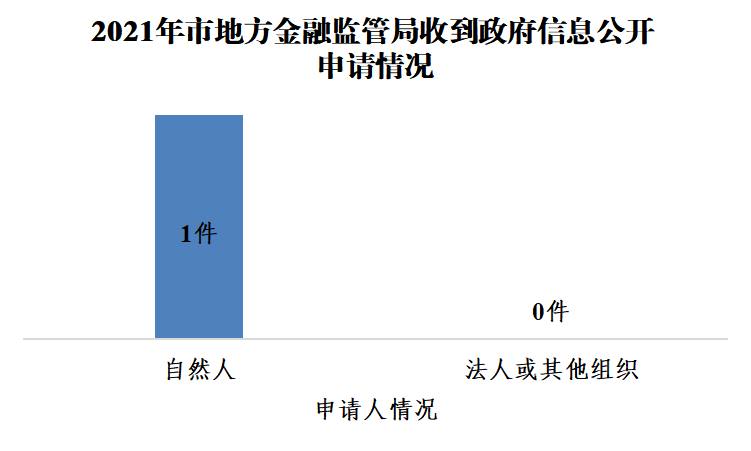 2021年市地方金融监管局收到政府信息公开
申请情况
1件
0件
自然人
法人或其他组织
申请人情况